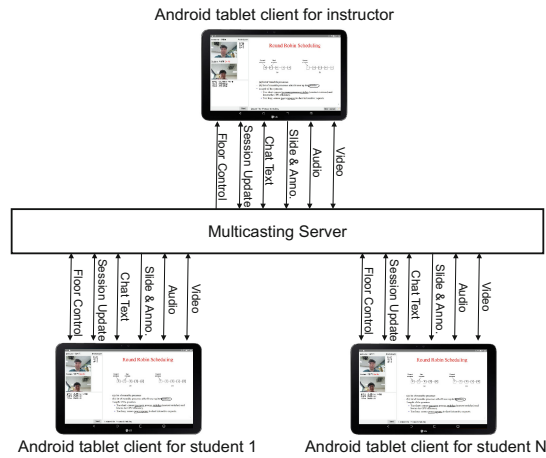 Android tablet client for instructor
Round Robin Scheduling
Floor Control
Session Update
Chat Text
Slide & Anno.
Audio
Video
Multicasting Server
Floor Control
Session Update
Chat Text
Slide & Anno.
Audio
Video
Floor Control
Session Update
Chat Text
Slide & Anno.
Audio
Video
Round Robin Scheduling
Round Robin Scheduling
Android tablet client for student 1
Android tablet client for student N